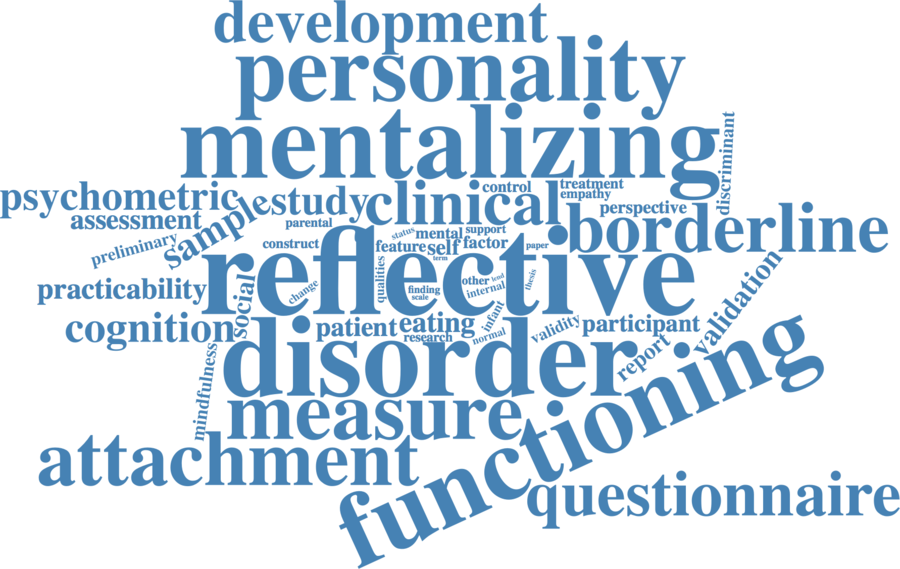 development
personality
mentalizing
discriminant
psychometric
sample
study
clinical
control
treatment
empathy
perspective
assessment
parental
borderline
preliminary
construct
status
mental
support
feature
self
factor
paper
term
reflective
practicability
social
change
qualities
finding
scale
other
lend
internal
thesis
infant
cognition
patient
eating
research
normal
validity
participant
validation
mindfulness
disorder
report
measure
functioning
attachment
questionnaire